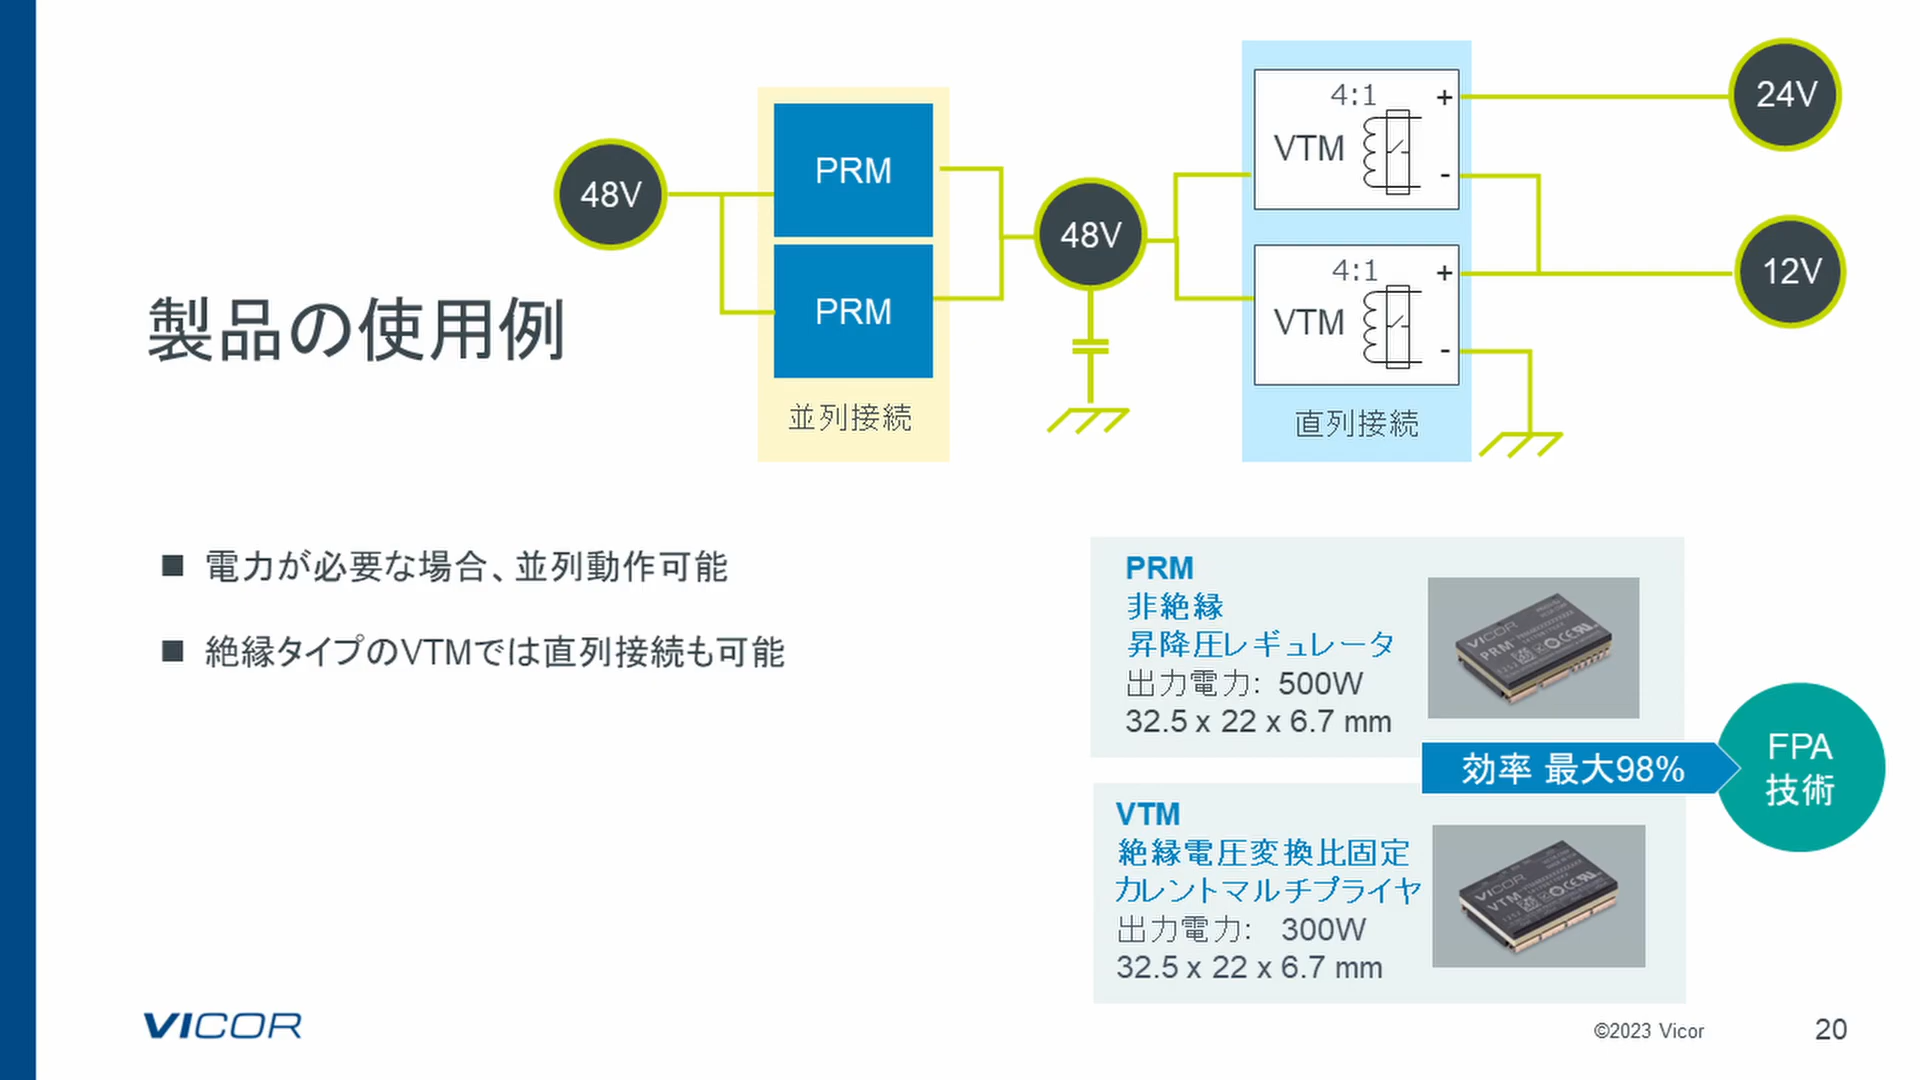 製品の使用例
48V
PRM
PRM
並列接続
48V
4:1
+
VTM
-
4:1
+
VTM
-
直列接続
24V
12V
■ 電力が必要な場合、並列動作可能
■ 絶縁タイプのVTMでは直列接続も可能
PRM
非絶縁
昇降圧レギュレータ
出力電力: 500W
32.5 x 22 x 6.7 mm
VICOR
PRM
効率 最大98%
FPA
技術
VTM
絶縁電圧変換比固定
カレントマルチプライヤ
出力電力: 300W
32.5 x 22 x 6.7 mm
VICOR
VTM
VICOR
©2023 Vicor
20